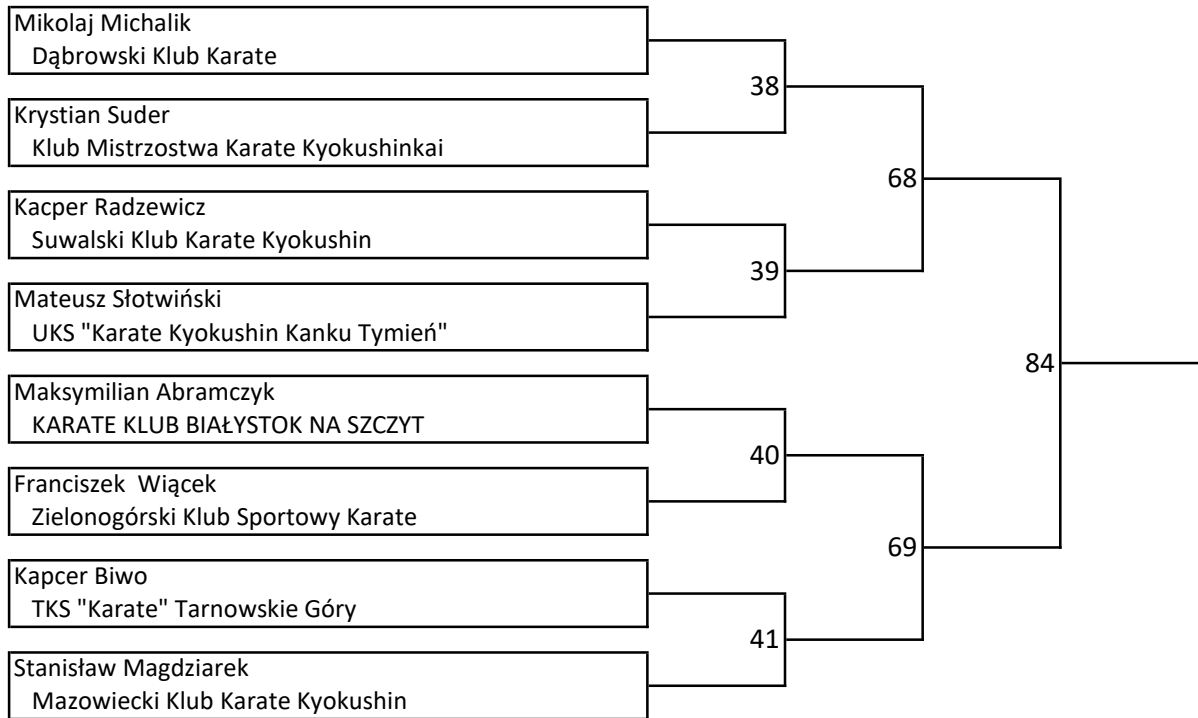 Mikolaj Michalik
Dąbrowski Klub Karate
38
Krystian Suder
Klub Mistrzostwa Karate Kyokushinkai
68
Kacper Radzewicz
Suwalski Klub Karate Kyokushin
39
Mateusz Słotwiński
UKS "Karate Kyokushin Kanku Tymień"
84
Maksymilian Abramczyk
KARATE KLUB BIAŁYSTOK NA SZCZYT
40
Franciszek  Wiącek
Zielonogórski Klub Sportowy Karate
69
Kapcer Biwo
TKS "Karate" Tarnowskie Góry
41
Stanisław Magdziarek
Mazowiecki Klub Karate Kyokushin